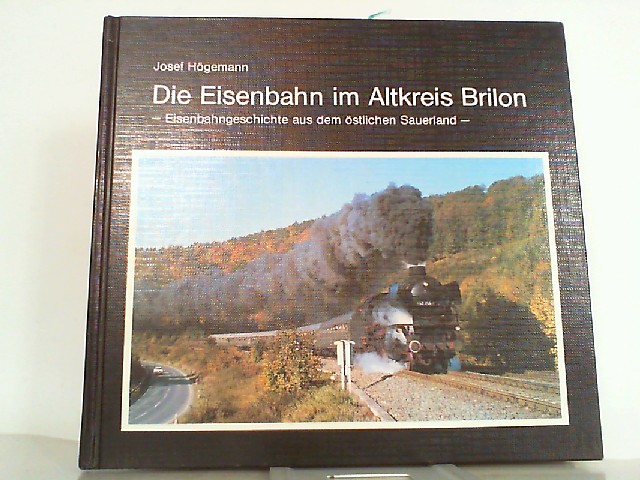 Josef Högemann
Die Eisenbahn im Altkreis Brilon
— Eisenbahngeschichte aus dem östlichen Sauerland —